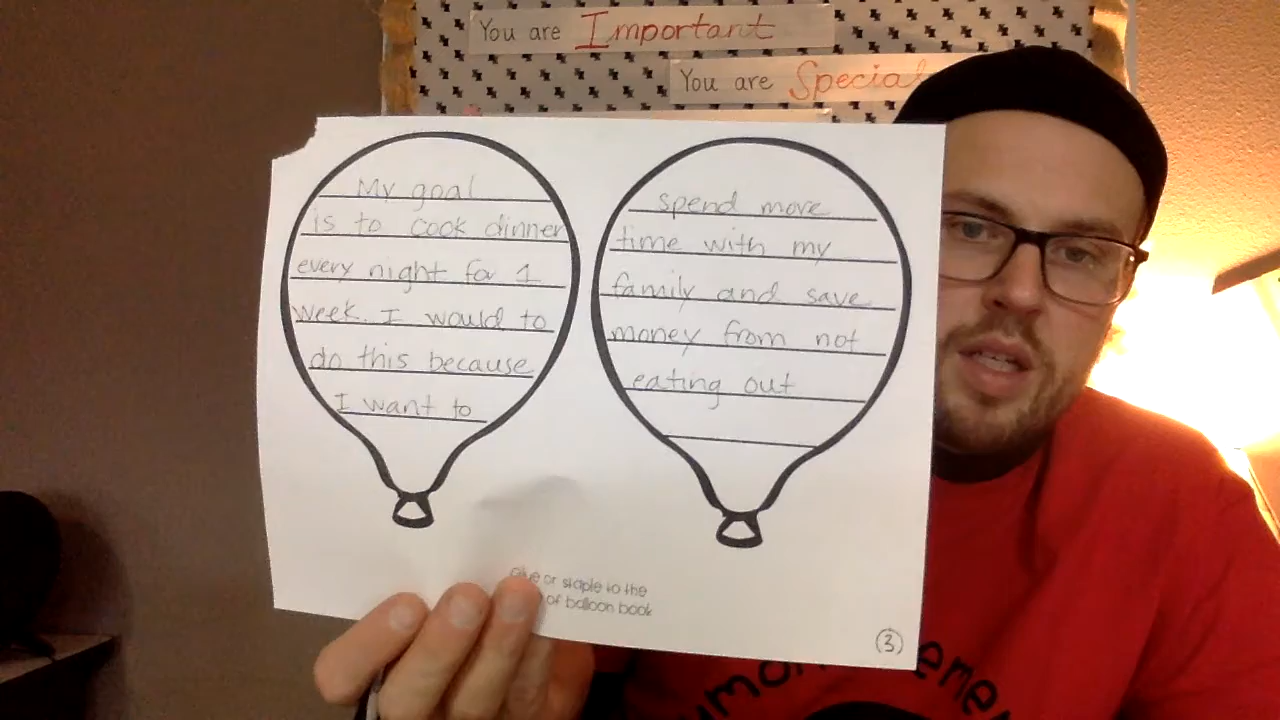 You are Important
You are Special
My goal
is to cook dinner
every night for 1
week. I would to
do this because
I want to
spend more
time with my
family and save
money from not
eating out
or staple to the
of balloon book
3